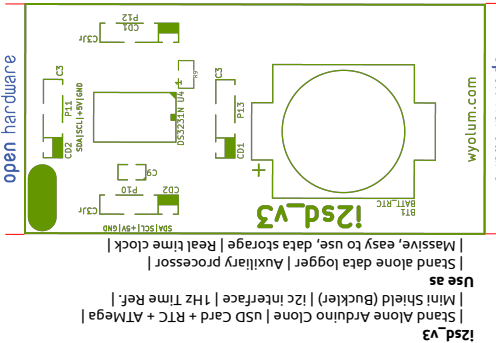 i2sd_v3
| Stand Alone Arduino Clone | uSD Card + RTC + ATMega |
| Mini Shield (Buckler) | i2c interface | 1Hz Time Ref. |
Use as
| Stand alone data logger | Auxiliary processor |
| Massive, easy to use, data storage | Real time clock |
SDA|SCL|+5V|GND
i2sd_v3
BT1
BATT_RTC
C3Jr
P10
CD2
C9
CD1
P13
C3
CD2
SDA|SCL|+5V|GND
P11
C3
DS3231N U4
+
R9
+
C3Jr
CD1
P12
wyolum.com
open hardware